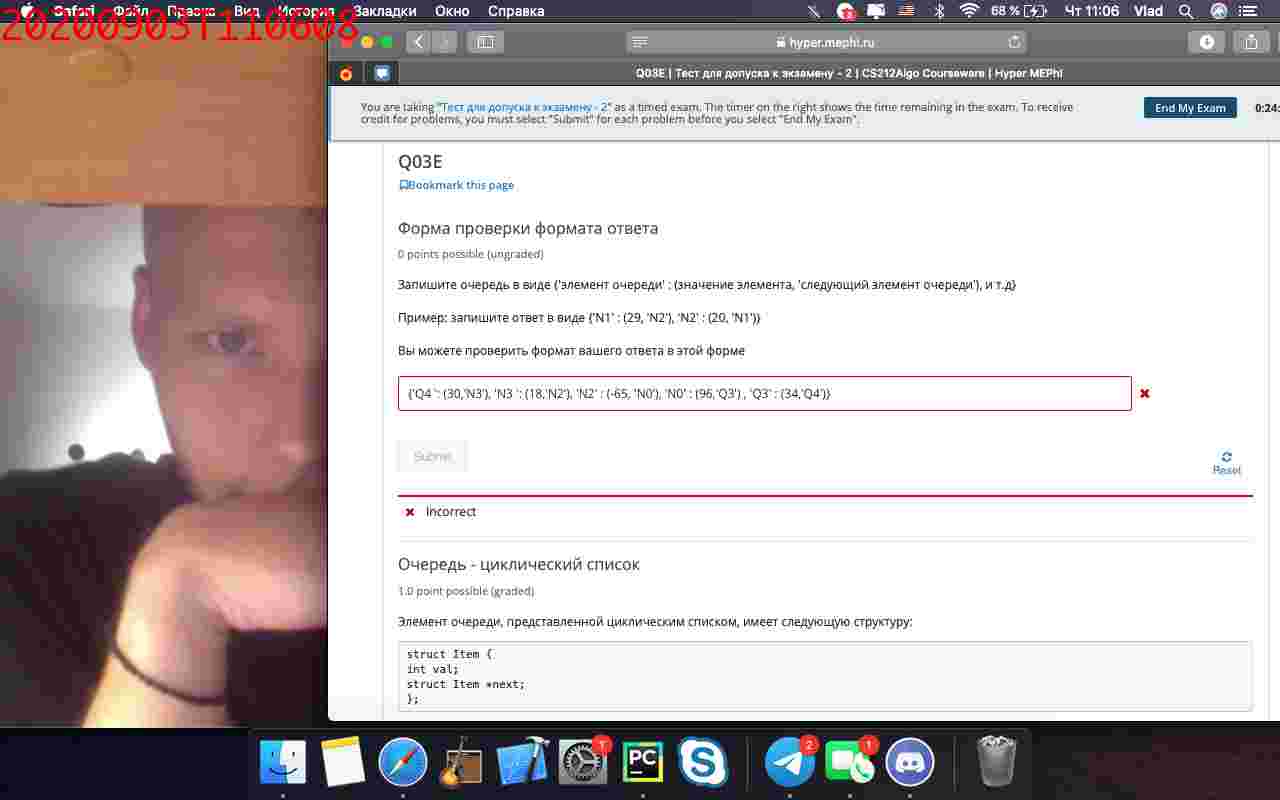 Safari Файл Правка Вид История Закладки Окно Справка 68 % Чт 11:06 Vlad
20200903T110608
hyper.mephi.ru
Q03E | Тест для допуска к экзамену - 2 | CS212Algo Courseware | Hyper MEPhI
You are taking "Тест для допуска к экзамену - 2" as a timed exam. The timer on the right shows the time remaining in the exam. To receive
credit for problems, you must select "Submit" for each problem before you select "End My Exam".
End My Exam
0:24:
Q03E
Bookmark this page
Форма проверки формата ответа
0 points possible (ungraded)
Запишите очередь в виде {'элемент очереди' : (значение элемента, 'следующий элемент очереди'), и т.д}
Пример: запишите ответ в виде {'N1' : (29, 'N2'), 'N2' : (20, 'N1')}
Вы можете проверить формат вашего ответа в этой форме
{'Q4 ': (30,'N3'), 'N3 ': (18,'N2'), 'N2' : (-65, 'N0'), 'N0' : (96,'Q3') , 'Q3' : (34,'Q4')}
Submit
Reset
Incorrect
Очередь - циклический список
1.0 point possible (graded)
Элемент очереди, представленной циклическим списком, имеет следующую структуру:
struct Item {
int val;
struct Item *next;
};
1
PC
2
1